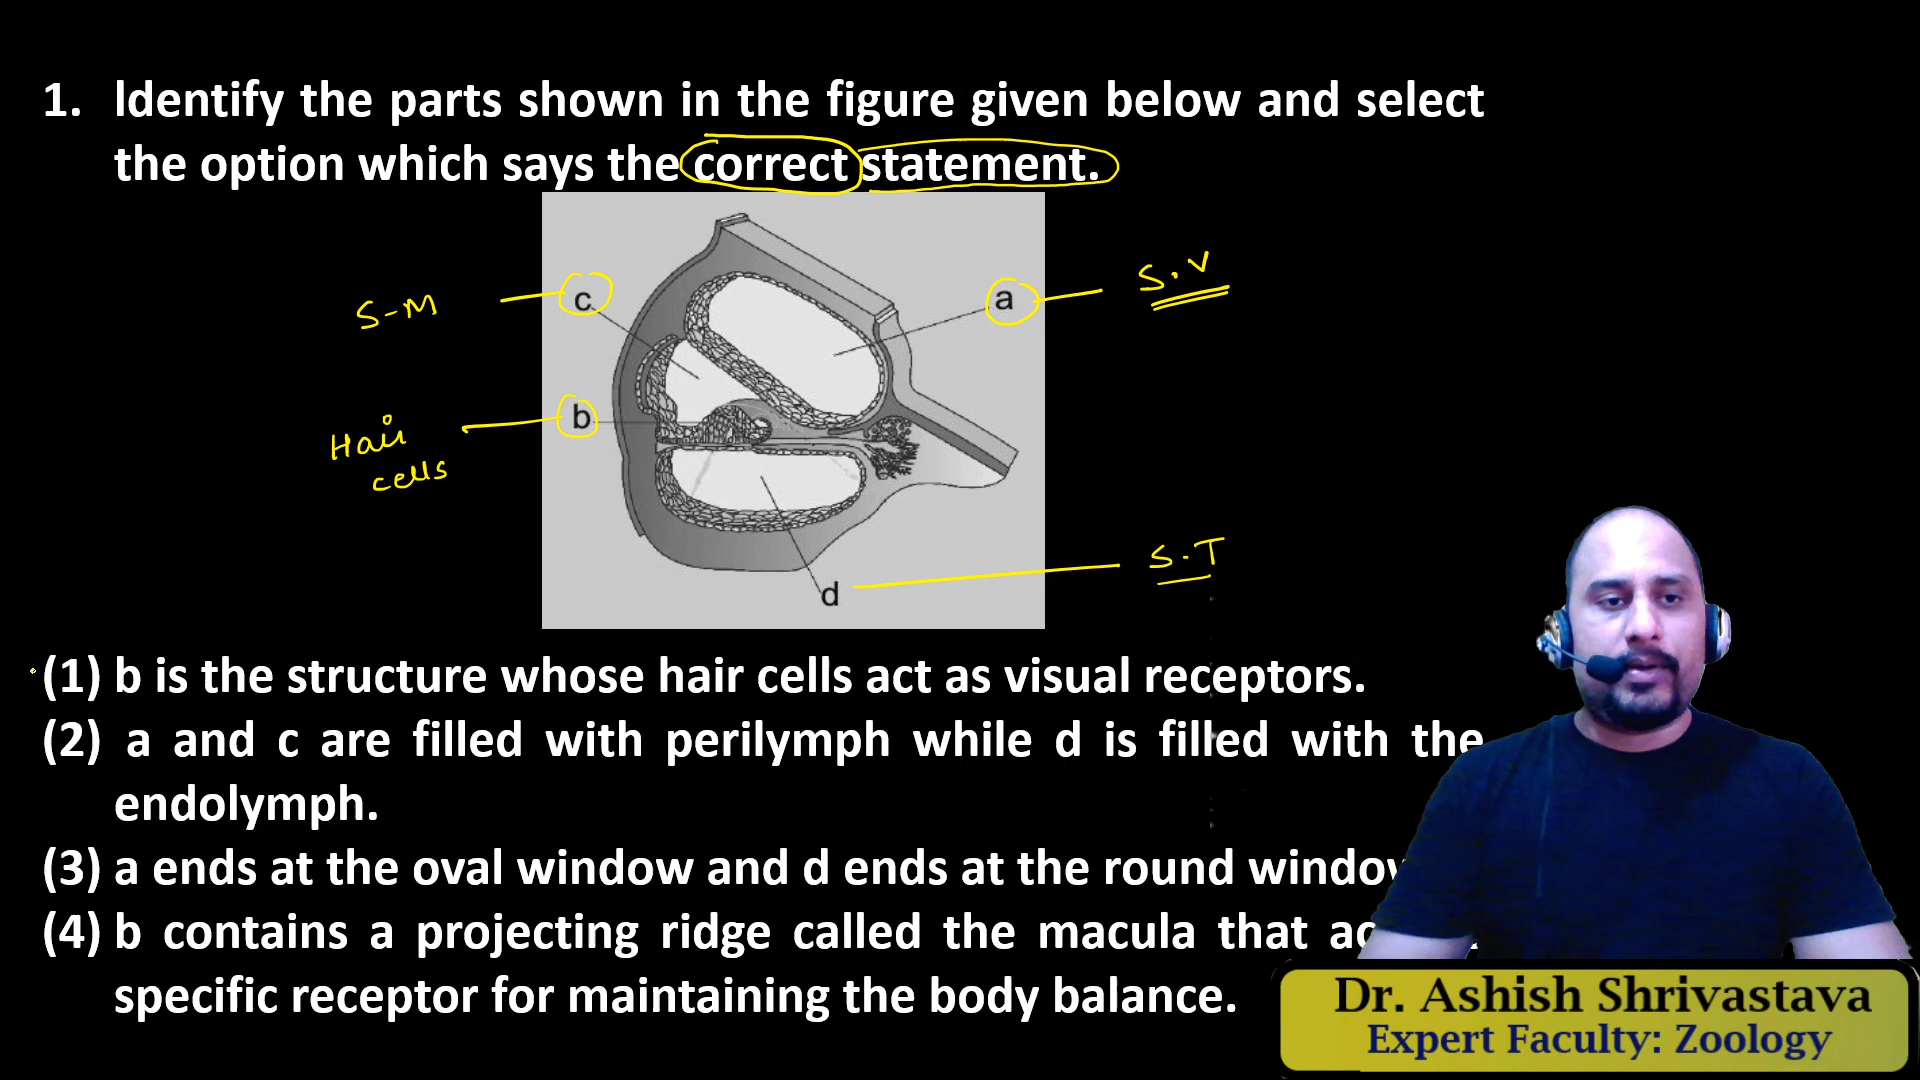 1. Identify the parts shown in the figure given below and select
the option which says the correct statement.
S-M
c
a
S.V
b
Hair
cells
S.T
d
(1) b is the structure whose hair cells act as visual receptors.
(2) a and c are filled with perilymph while d is filled with the
endolymph.
(3) a ends at the oval window and d ends at the round
(4) b contains a projecting ridge called the macula that
specific receptor for maintaining the body balance.
Dr. Ashish Shrivastava
Expert Faculty: Zoology